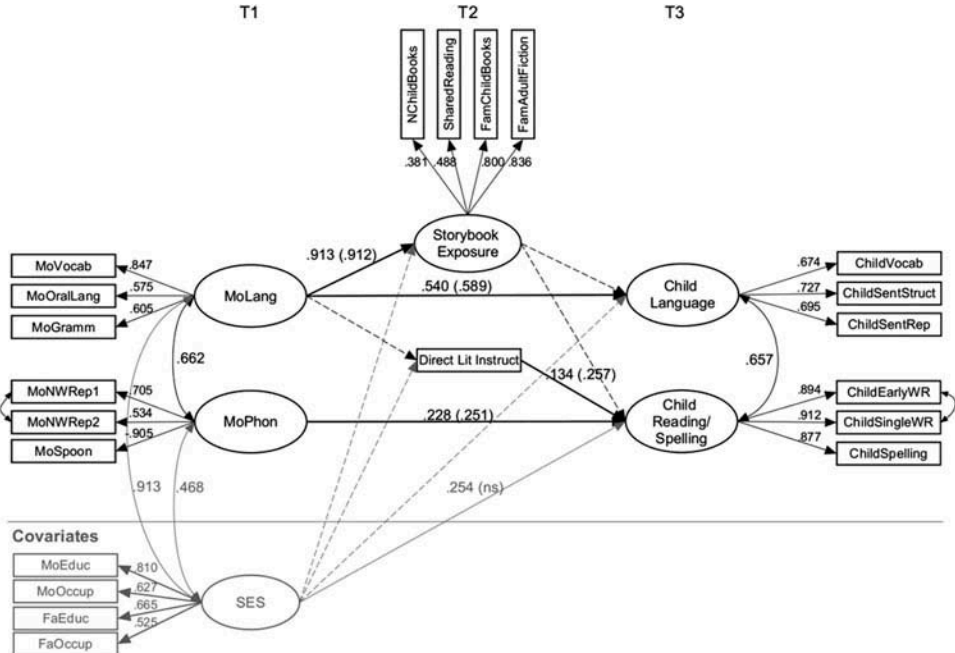 T1 T2 T3
NChildBooks
SharedReading
FamChildBooks
FamAdultFiction
.381 .488 .800 .836
Storybook
Exposure
.913 (.912)
MoVocab
MoOralLang
MoGramm
.847
.575
.605
MoLang
.540 (.589)
Child
Language
.674
.727
.695
ChildVocab
ChildSentStruct
ChildSentRep
.662
Direct Lit Instruct
.134 (.257)
.657
MoNWRep1
MoNWRep2
MoSpoon
.705
.534
.905
MoPhon
.228 (.251)
Child
Reading/
Spelling
.894
.912
.877
ChildEarlyWR
ChildSingleWR
ChildSpelling
.913
.468
.254 (ns)
Covariates
MoEduc
MoOccup
FaEduc
FaOccup
.810
.627
.665
.525
SES